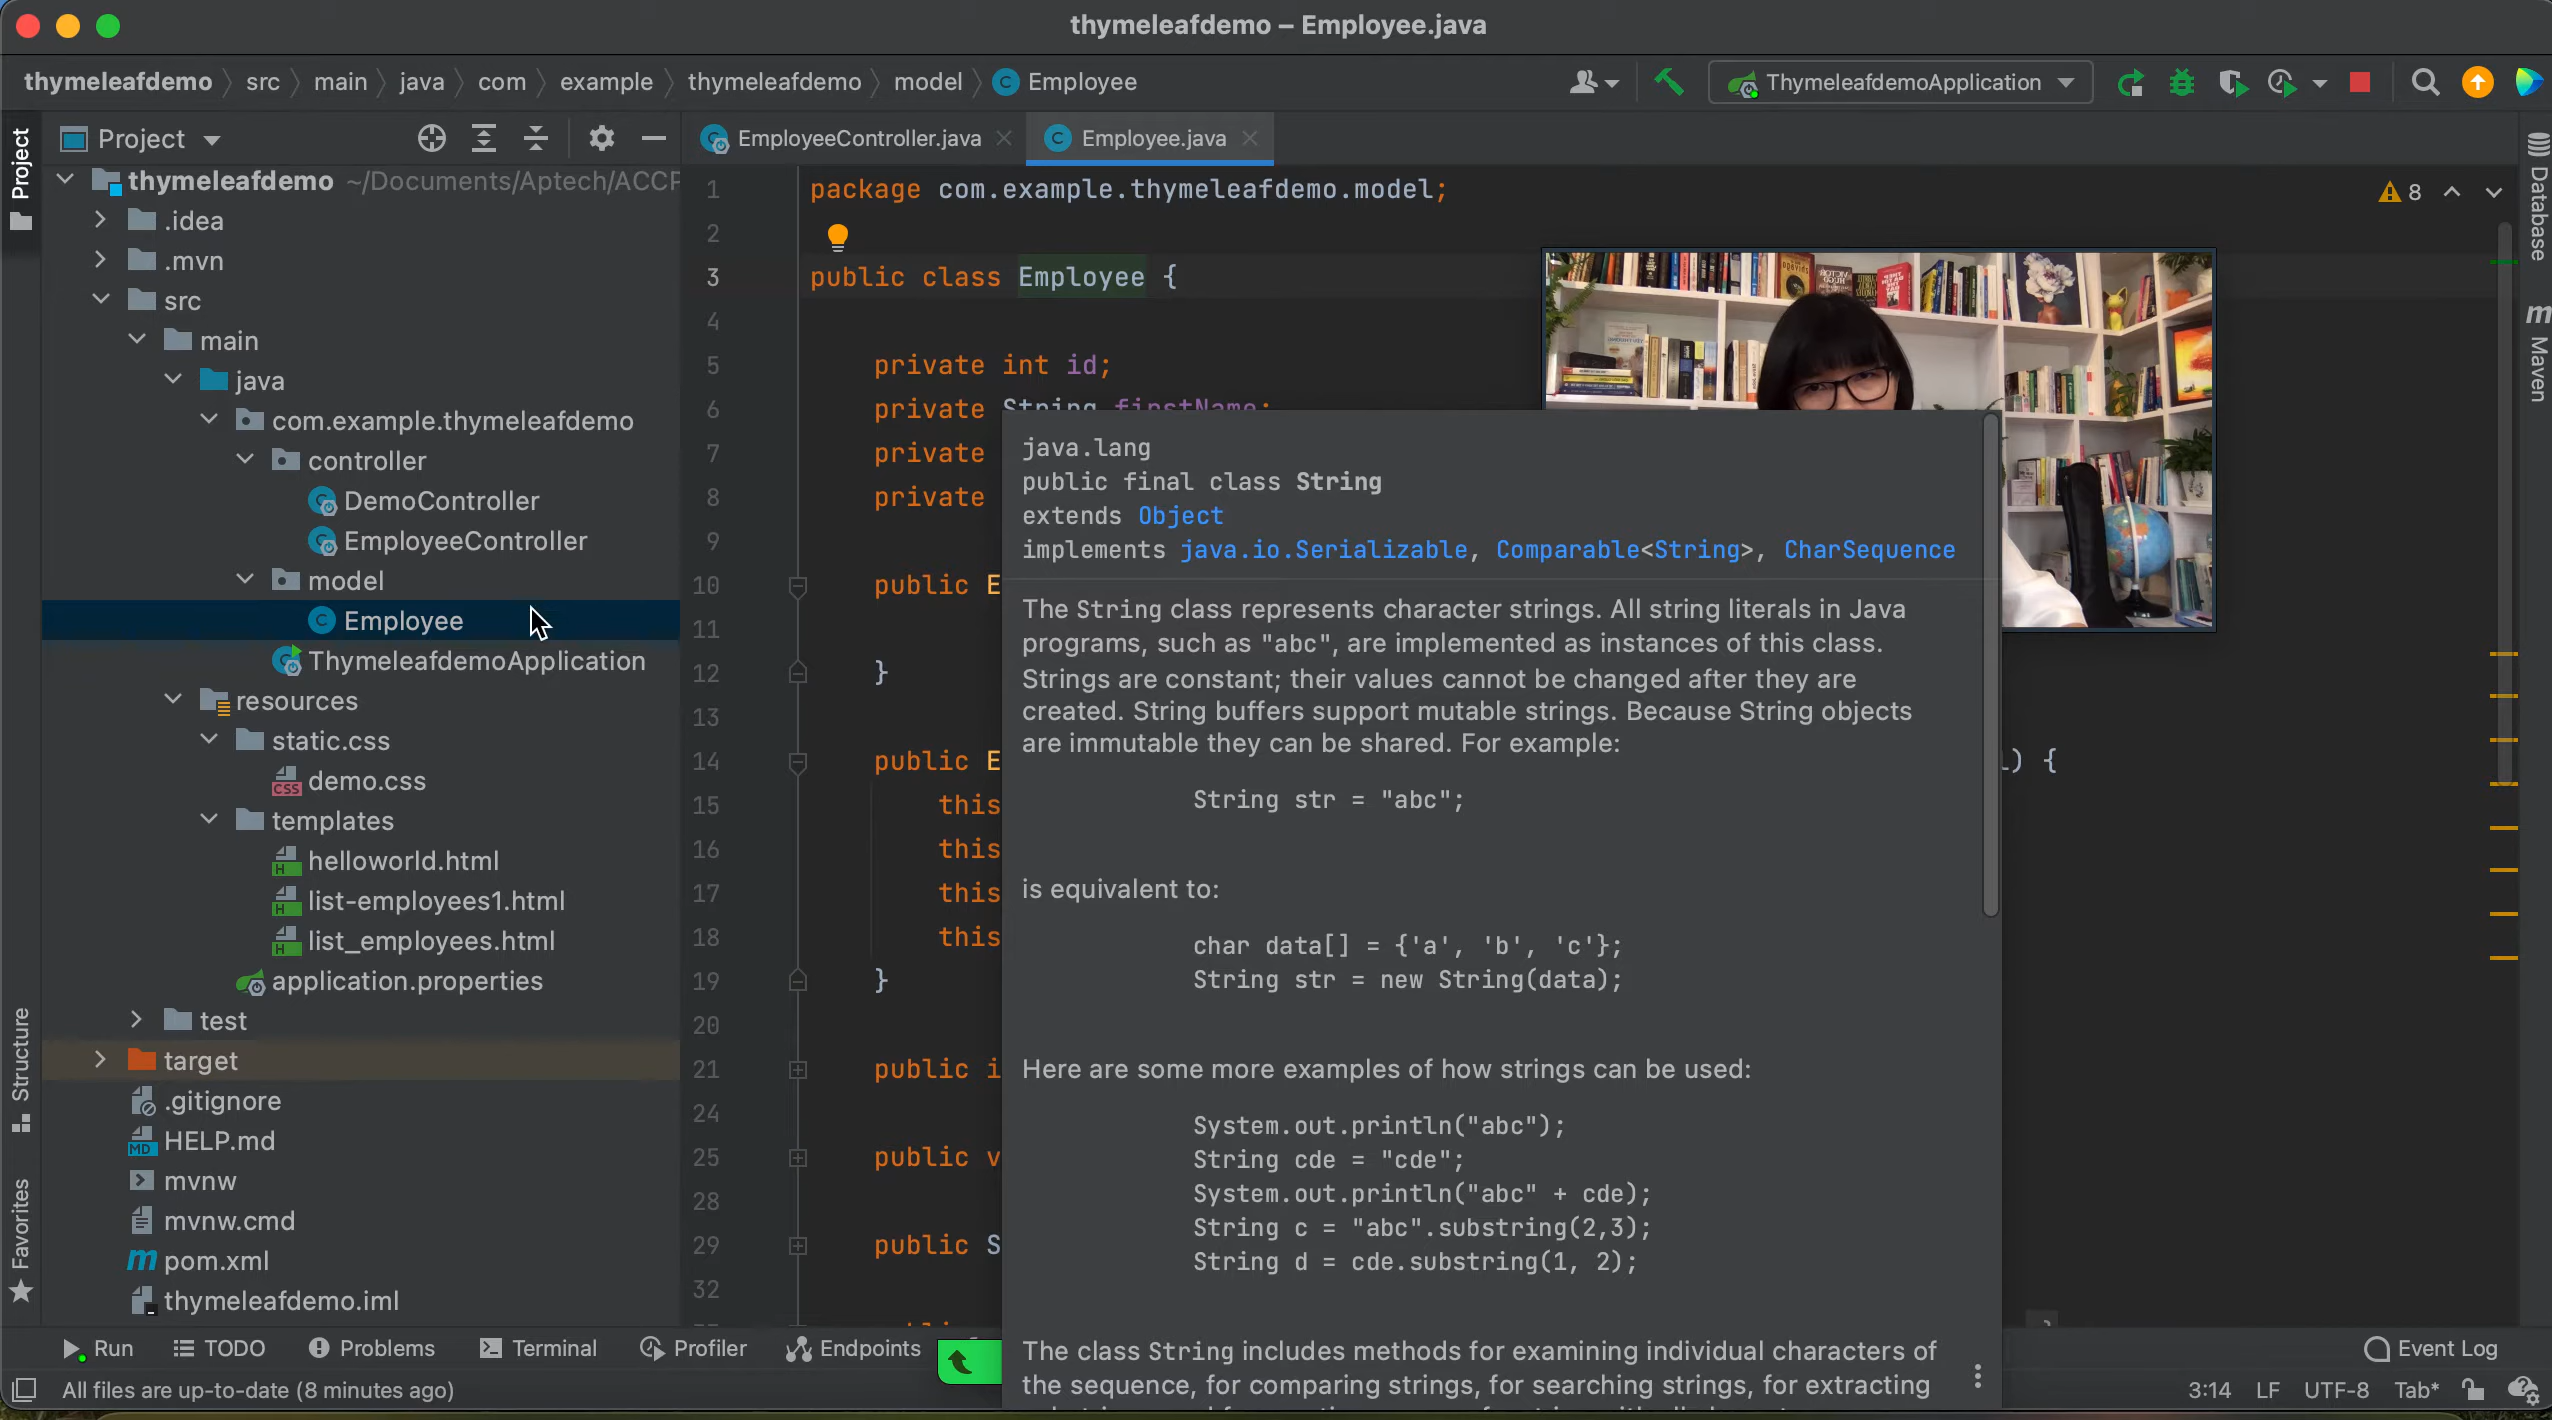 thymeleafdemo – Employee.java
thymeleafdemo
src
main
java
com
example
thymeleafdemo
model
Employee
ThymeleafdemoApplication
Project
Project
EmployeeController.java
Employee.java
thymeleafdemo ~/Documents/Aptech/ACCP
.idea
.mvn
src
main
java
com.example.thymeleafdemo
controller
DemoController
EmployeeController
model
Employee
ThymeleafdemoApplication
resources
static.css
demo.css
templates
helloworld.html
list-employees1.html
list_employees.html
application.properties
test
target
.gitignore
HELP.md
mvnw
mvnw.cmd
pom.xml
thymeleafdemo.iml
Structure
Favorites
8
Database
Maven
1 package com.example.thymeleafdemo.model;
2
3 public class Employee {
4
5 private int id;
6 private String firstName;
7 private
8 private
9
10 public E
11
12 }
13
14 public E l) {
15 this
16 this
17 this
18 this
19 }
20
21 public i
24
25 public v
28
29 public S
32
java.lang
public final class String
extends Object
implements java.io.Serializable, Comparable<String>, CharSequence
The String class represents character strings. All string literals in Java
programs, such as "abc", are implemented as instances of this class.
Strings are constant; their values cannot be changed after they are
created. String buffers support mutable strings. Because String objects
are immutable they can be shared. For example:
String str = "abc";
is equivalent to:
char data[] = {'a', 'b', 'c'};
String str = new String(data);
Here are some more examples of how strings can be used:
System.out.println("abc");
String cde = "cde";
System.out.println("abc" + cde);
String c = "abc".substring(2,3);
String d = cde.substring(1, 2);
The class String includes methods for examining individual characters of
the sequence, for comparing strings, for searching strings, for extracting
Run
TODO
Problems
Terminal
Profiler
Endpoints
Event Log
All files are up-to-date (8 minutes ago)
3:14 LF UTF-8 Tab*